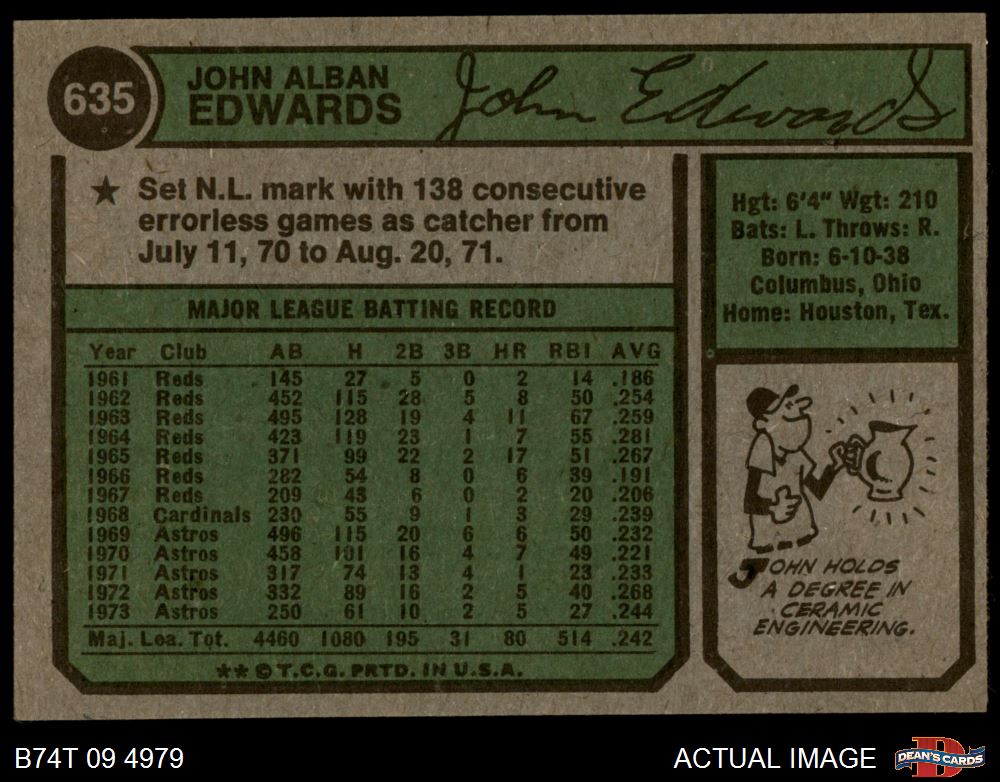 635
JOHN ALBAN
EDWARDS
John Edwards
★ Set N.L. mark with 138 consecutive
errorless games as catcher from
July 11, 70 to Aug. 20, 71.
Hgt: 6'4" Wgt: 210
Bats: L. Throws: R.
Born: 6-10-38
Columbus, Ohio
Home: Houston, Tex.
MAJOR LEAGUE BATTING RECORD
Year Club AB H 2B 3B HR RBI AVG
1961 Reds 145 27 5 0 2 14 .186
1962 Reds 452 115 28 5 8 50 .254
1963 Reds 495 128 19 4 11 67 .259
1964 Reds 423 119 23 1 7 55 .281
1965 Reds 371 99 22 2 17 51 .267
1966 Reds 282 54 8 0 6 39 .191
1967 Reds 209 43 6 0 2 20 .206
1968 Cardinals 230 55 9 1 3 29 .239
1969 Astros 496 115 20 6 6 50 .232
1970 Astros 458 101 16 4 7 49 .221
1971 Astros 317 74 13 4 1 23 .233
1972 Astros 332 89 16 2 5 40 .268
1973 Astros 250 61 10 2 5 27 .244
Maj. Lea. Tot. 4460 1080 195 31 80 514 .242
**©T.C.G. PRTD. IN U.S.A.
JOHN HOLDS
A DEGREE IN
CERAMIC
ENGINEERING.
B74T 09 4979
ACTUAL IMAGE
DEAN'S CARDS